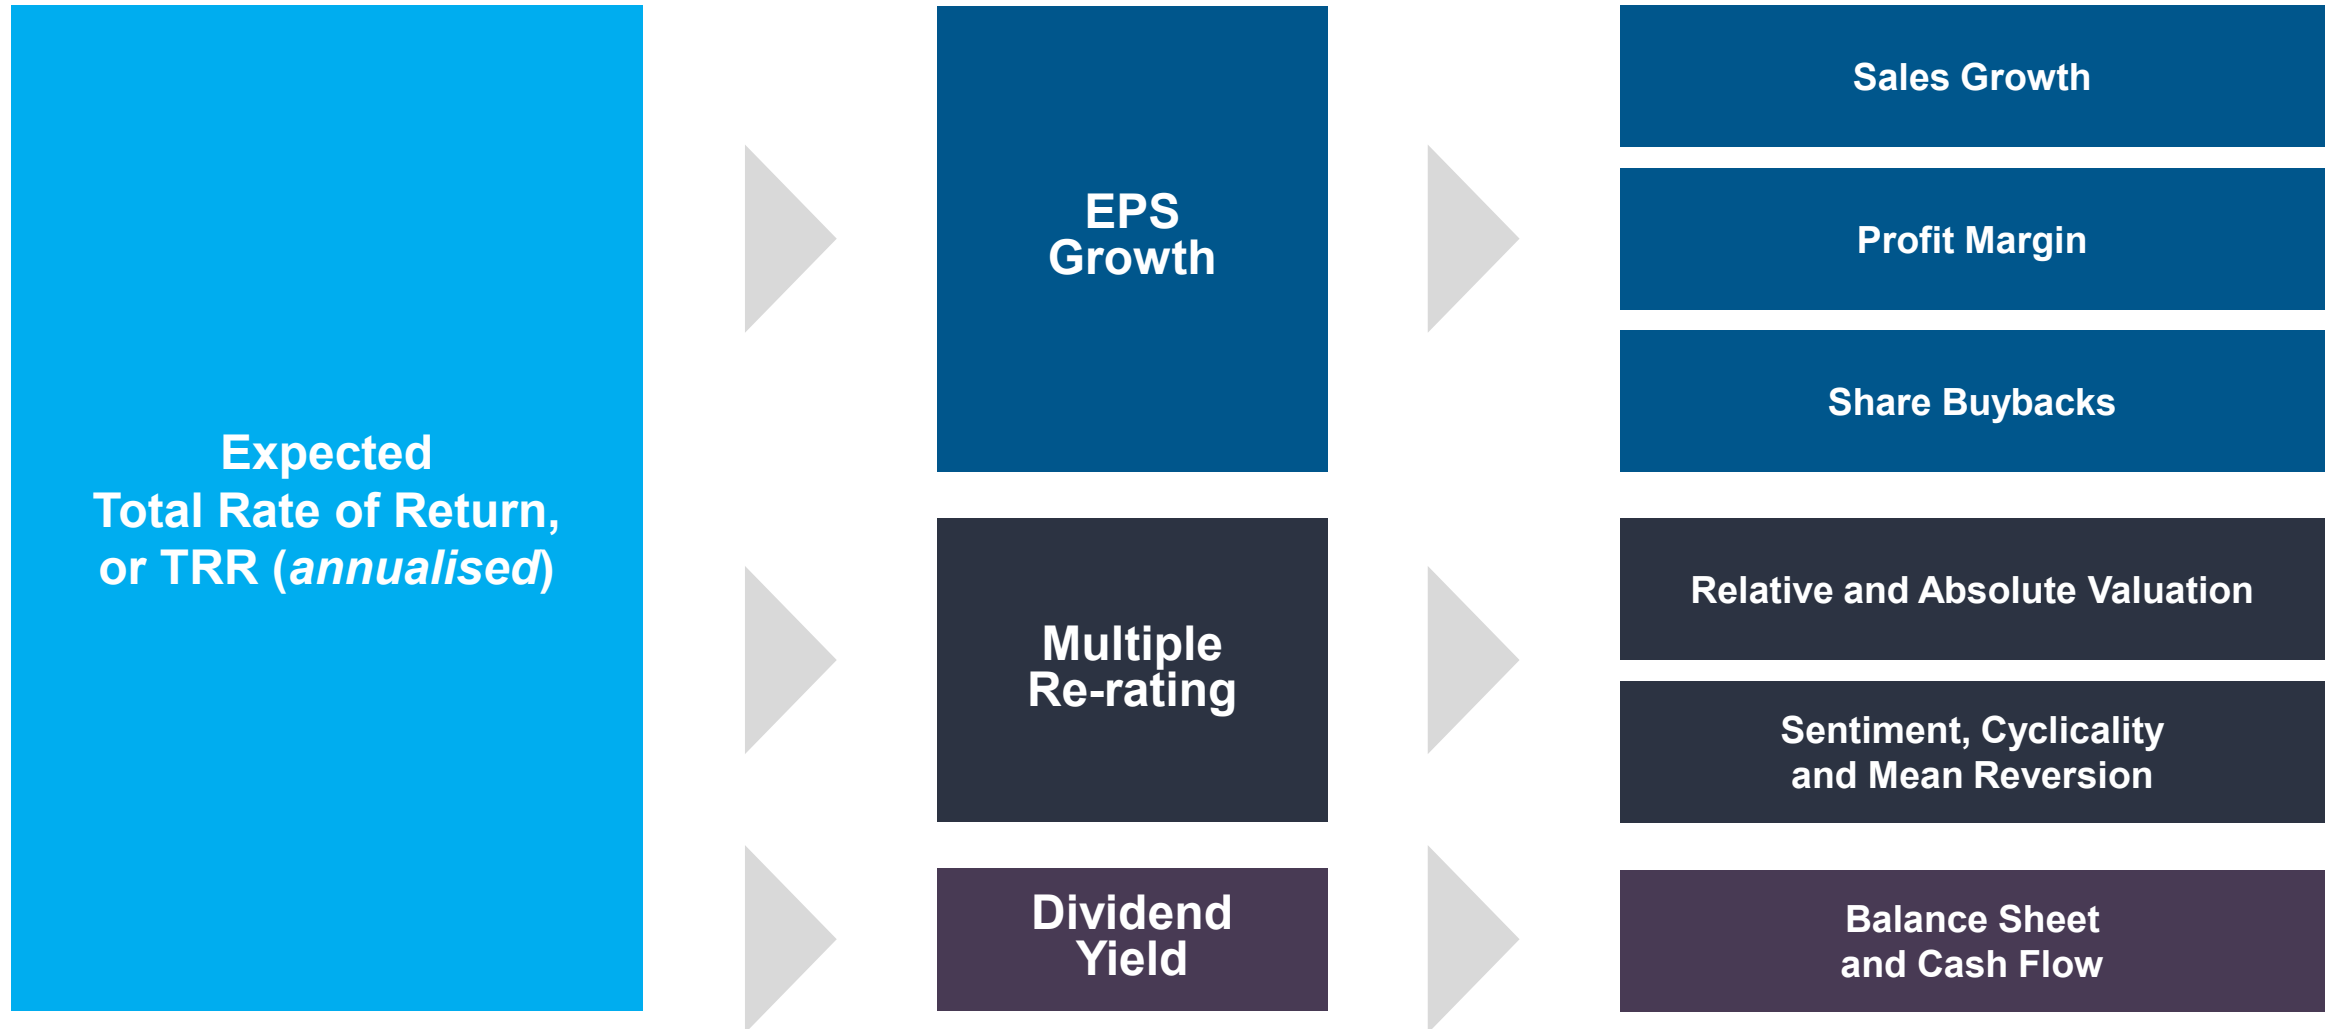 Expected
Total Rate of Return,
or TRR (annualised)
EPS
Growth
Sales Growth
Profit Margin
Share Buybacks
Multiple
Re-rating
Relative and Absolute Valuation
Sentiment, Cyclicality
and Mean Reversion
Dividend
Yield
Balance Sheet
and Cash Flow